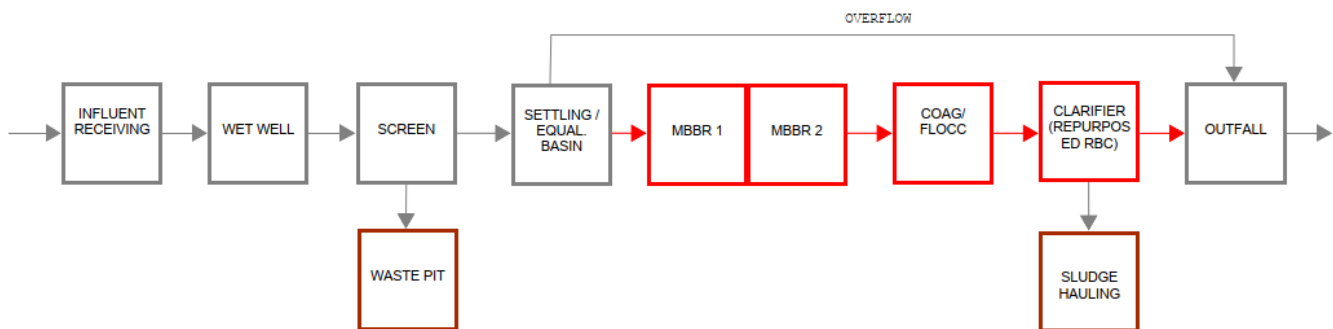 OVERFLOW
INFLUENT
RECEIVING
WET WELL
SCREEN
SETTLING /
EQUAL.
BASIN
MBBR 1
MBBR 2
COAG/
FLOCC
CLARIFIER
(REPURPOS
ED RBC)
OUTFALL
WASTE PIT
SLUDGE
HAULING